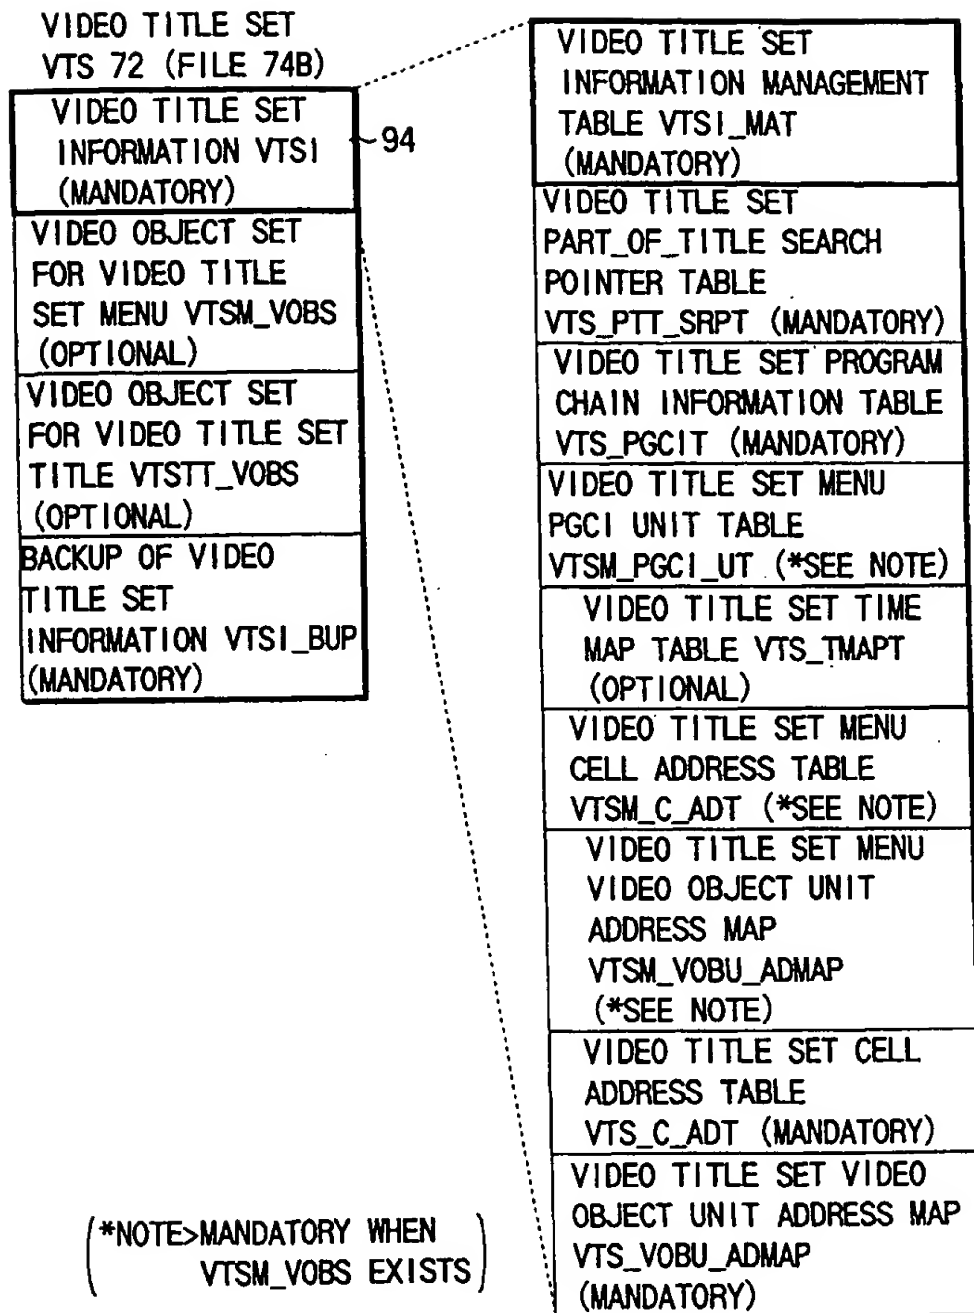 VIDEO TITLE SET
VTS 72 (FILE 74B)
VIDEO TITLE SET
INFORMATION VTSI
(MANDATORY)
94
VIDEO OBJECT SET
FOR VIDEO TITLE
SET MENU VTSM_VOBS
(OPTIONAL)
VIDEO OBJECT SET
FOR VIDEO TITLE SET
TITLE VTSTT_VOBS
(OPTIONAL)
BACKUP OF VIDEO
TITLE SET
INFORMATION VTSI_BUP
(MANDATORY)
VIDEO TITLE SET
INFORMATION MANAGEMENT
TABLE VTSI_MAT
(MANDATORY)
VIDEO TITLE SET
PART_OF_TITLE SEARCH
POINTER TABLE
VTS_PTT_SRPT (MANDATORY)
VIDEO TITLE SET PROGRAM
CHAIN INFORMATION TABLE
VTS_PGCIT (MANDATORY)
VIDEO TITLE SET MENU
PGCI UNIT TABLE
VTSM_PGCI_UT (*SEE NOTE)
VIDEO TITLE SET TIME
MAP TABLE VTS_TMAPT
(OPTIONAL)
VIDEO TITLE SET MENU
CELL ADDRESS TABLE
VTSM_C_ADT (*SEE NOTE)
VIDEO TITLE SET MENU
VIDEO OBJECT UNIT
ADDRESS MAP
VTSM_VOBU_ADMAP
(*SEE NOTE)
VIDEO TITLE SET CELL
ADDRESS TABLE
VTS_C_ADT (MANDATORY)
VIDEO TITLE SET VIDEO
OBJECT UNIT ADDRESS MAP
VTS_VOBU_ADMAP
(MANDATORY)
(*NOTE>MANDATORY WHEN
VTSM_VOBS EXISTS)